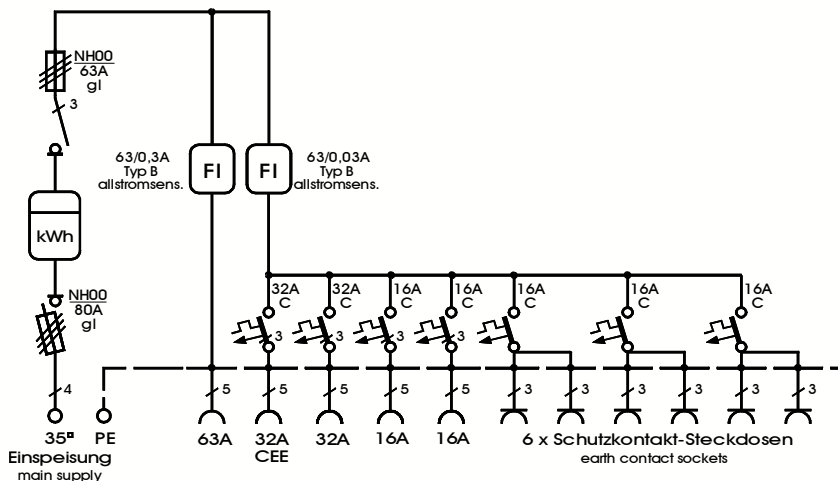 NH00
63A
gl
3
63/0,3A
Typ B
allstromsens.
FI
FI
63/0,03A
Typ B
allstromsens.
kWh
NH00
80A
gl
4
32A
C
32A
C
16A
C
16A
C
16A
C
16A
C
16A
C
3
3
3
3
5
5
5
5
5
3
3
3
3
3
3
35¤
PE
63A
32A
CEE
32A
16A
16A
6 x Schutzkontakt-Steckdosen
earth contact sockets
Einspeisung
main supply